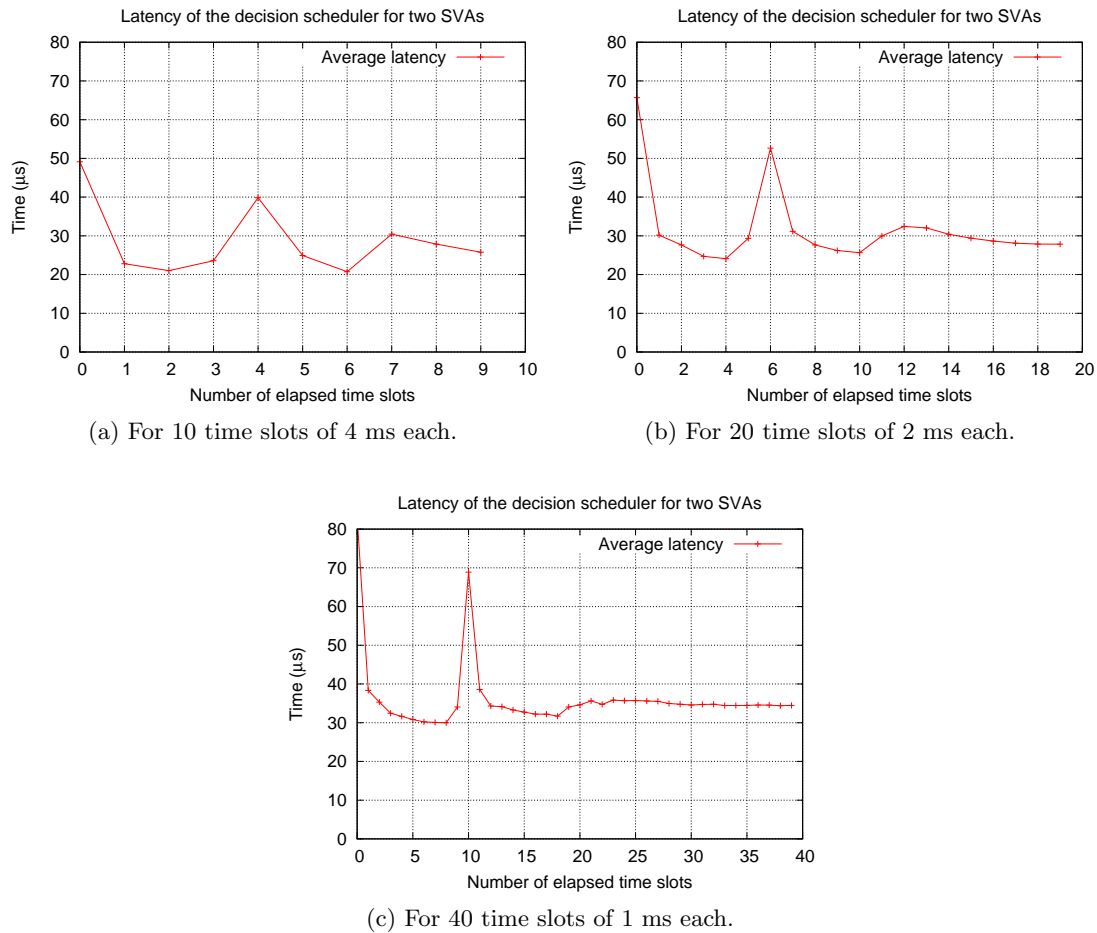 Latency of the decision scheduler for two SVAs
80
70
60
50
40
30
20
10
0
Time (µs)
Average latency
0 1 2 3 4 5 6 7 8 9 10
Number of elapsed time slots
(a) For 10 time slots of 4 ms each.
Latency of the decision scheduler for two SVAs
80
70
60
50
40
30
20
10
0
Time (µs)
Average latency
0 2 4 6 8 10 12 14 16 18 20
Number of elapsed time slots
(b) For 20 time slots of 2 ms each.
Latency of the decision scheduler for two SVAs
80
70
60
50
40
30
20
10
0
Time (µs)
Average latency
0 5 10 15 20 25 30 35 40
Number of elapsed time slots
(c) For 40 time slots of 1 ms each.